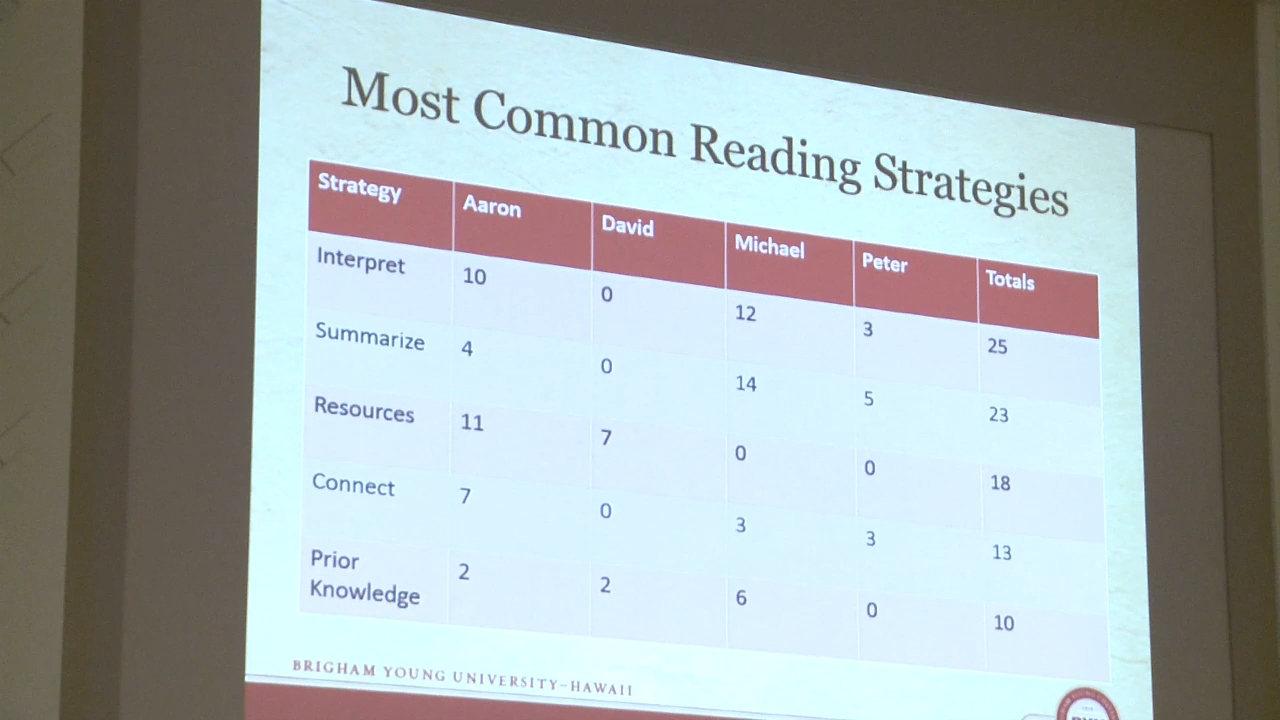 Most Common Reading Strategies
Strategy Aaron David Michael Peter Totals
Interpret 10 0 12 3 25
Summarize 4 0 14 5 23
Resources 11 7 0 0 18
Connect 7 0 3 3 13
Prior
Knowledge 2 2 6 0 10
BRIGHAM YOUNG UNIVERSITY–HAWAII